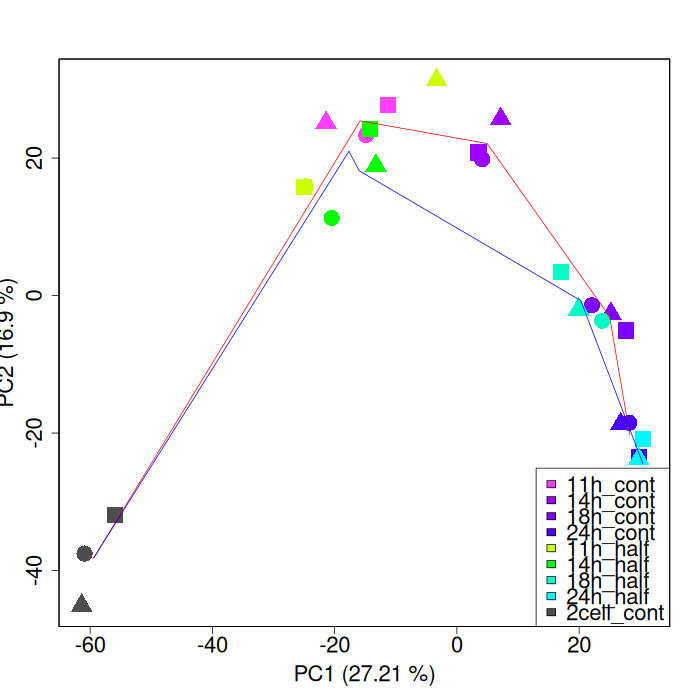 20
0
-20
-40
PC2 (16.9 %)
-60
-40
-20
0
20
PC1 (27.21 %)
11h_cont
14h_cont
18h_cont
24h_cont
11h_half
14h_half
18h_half
24h_half
2cell_cont